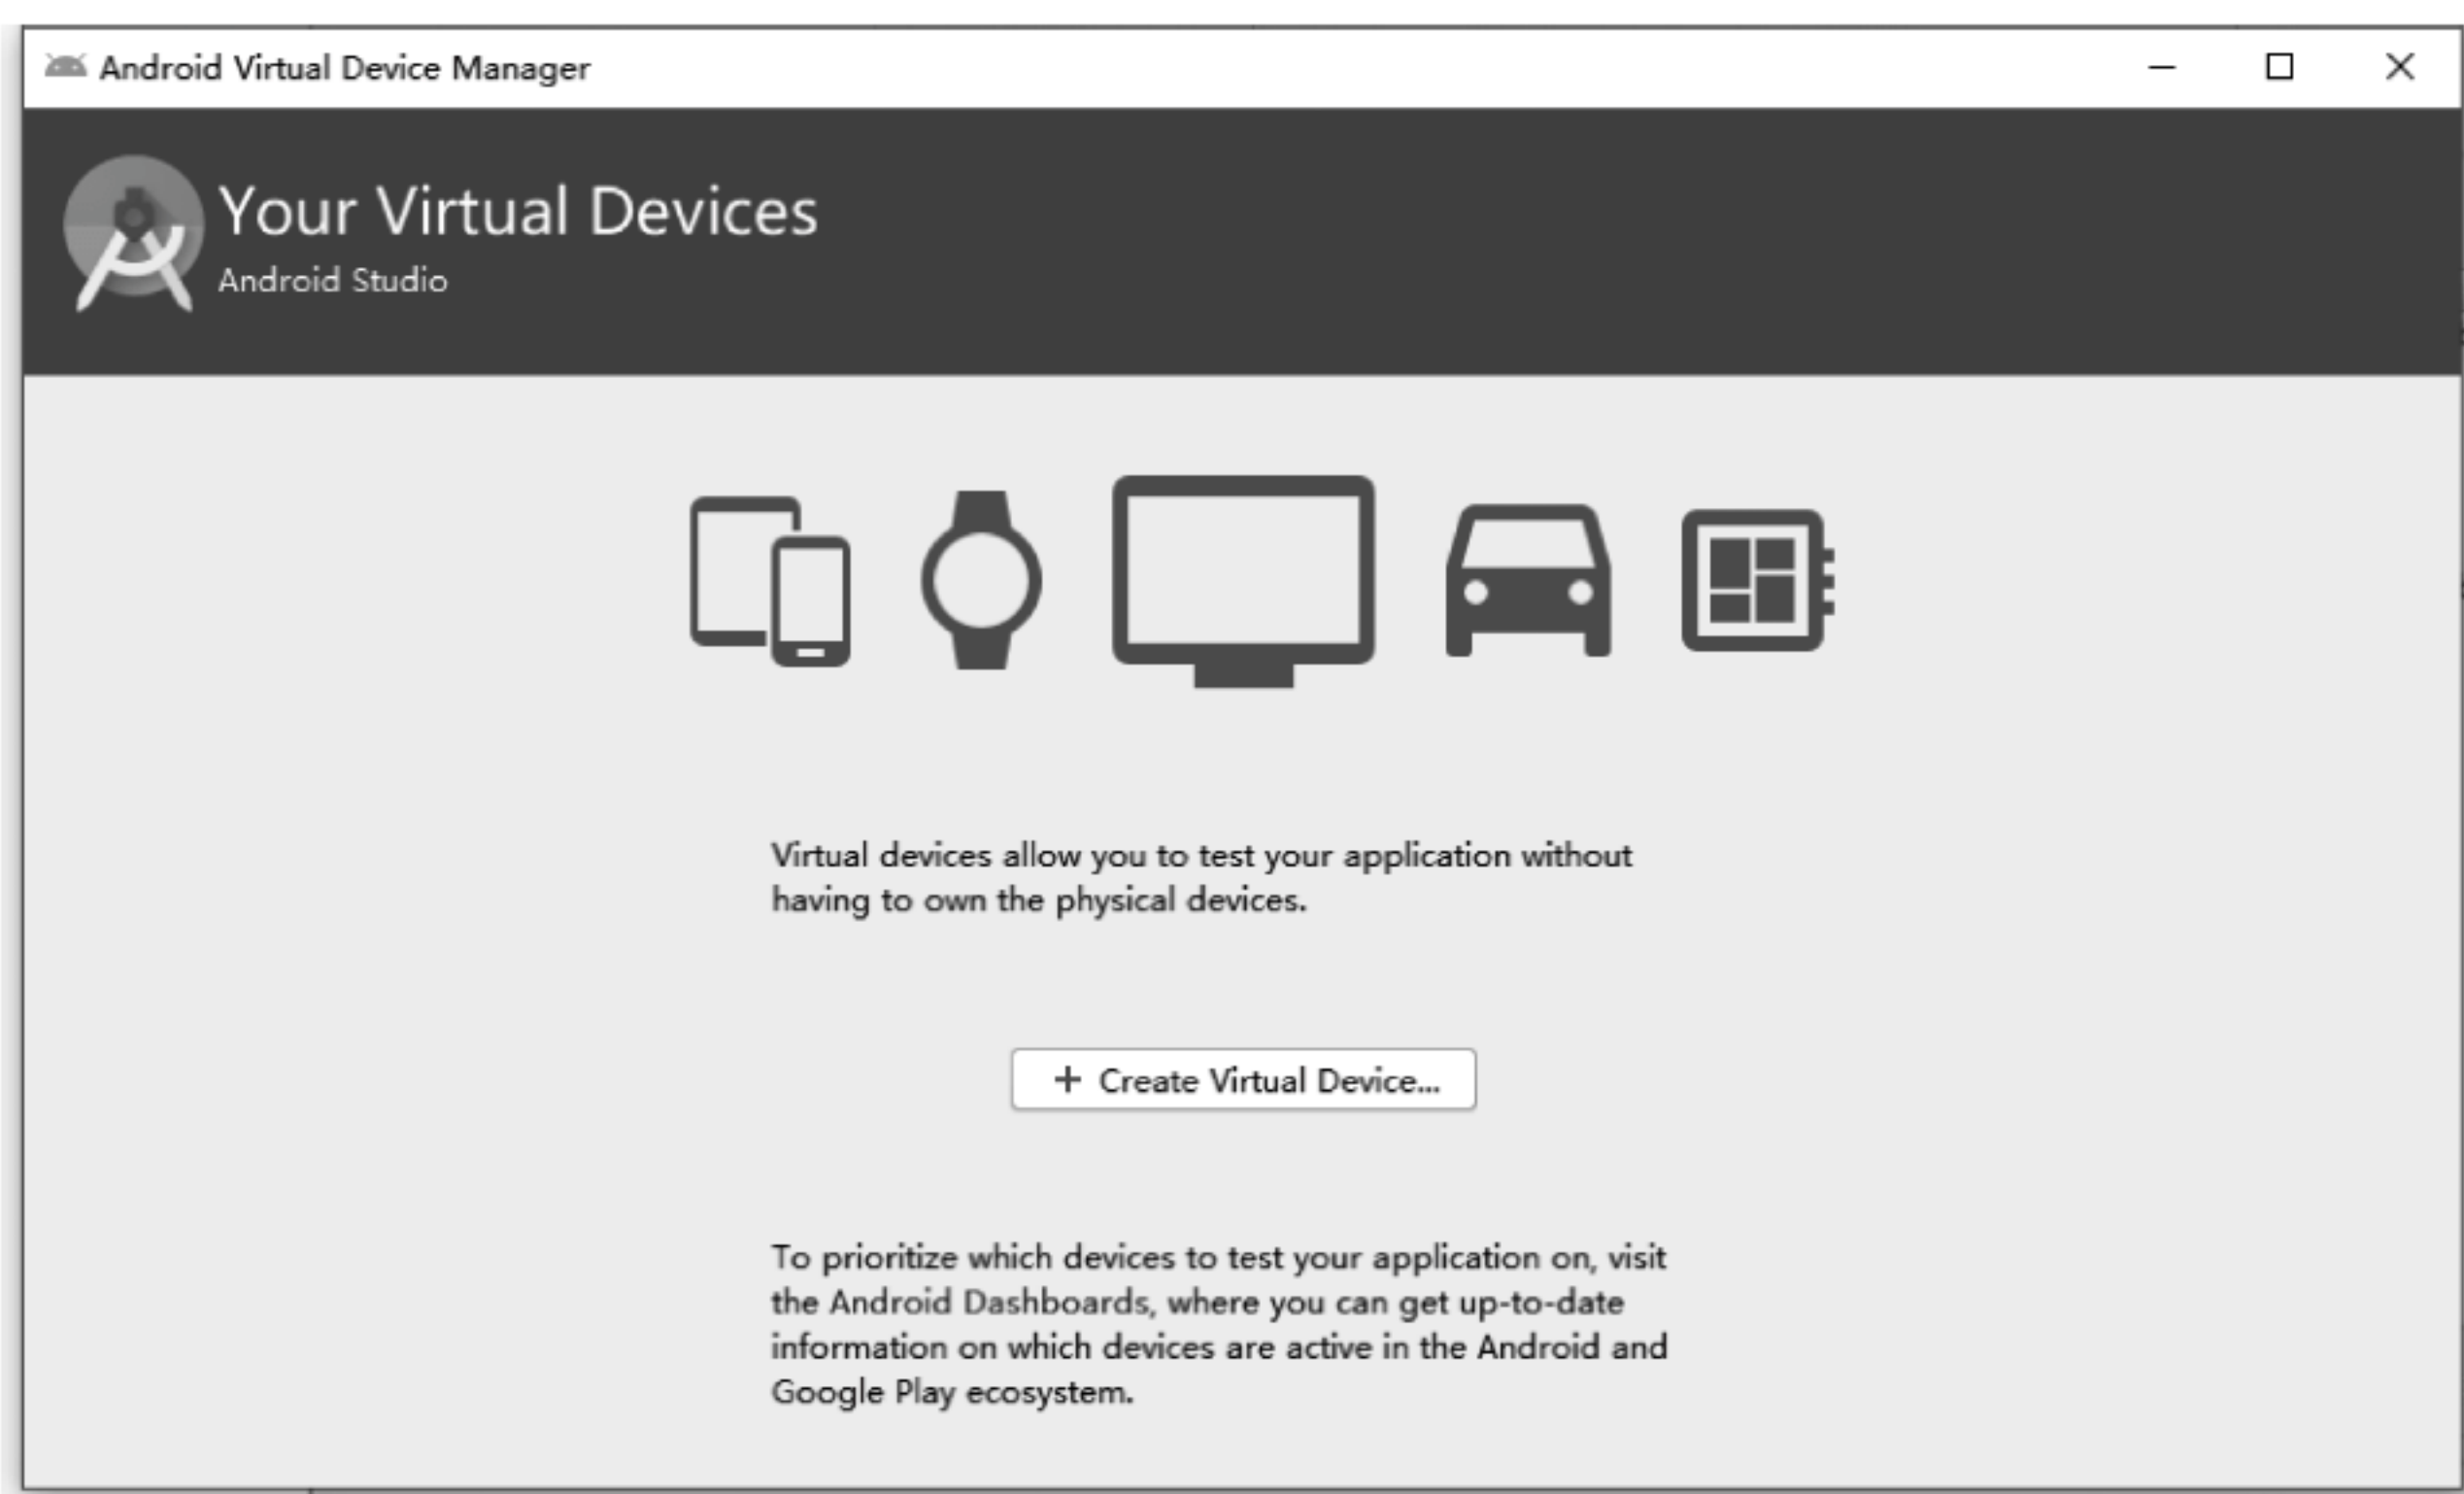 Android Virtual Device Manager
Your Virtual Devices
Android Studio
Virtual devices allow you to test your application without
having to own the physical devices.
+ Create Virtual Device...
To prioritize which devices to test your application on, visit
the Android Dashboards, where you can get up-to-date
information on which devices are active in the Android and
Google Play ecosystem.